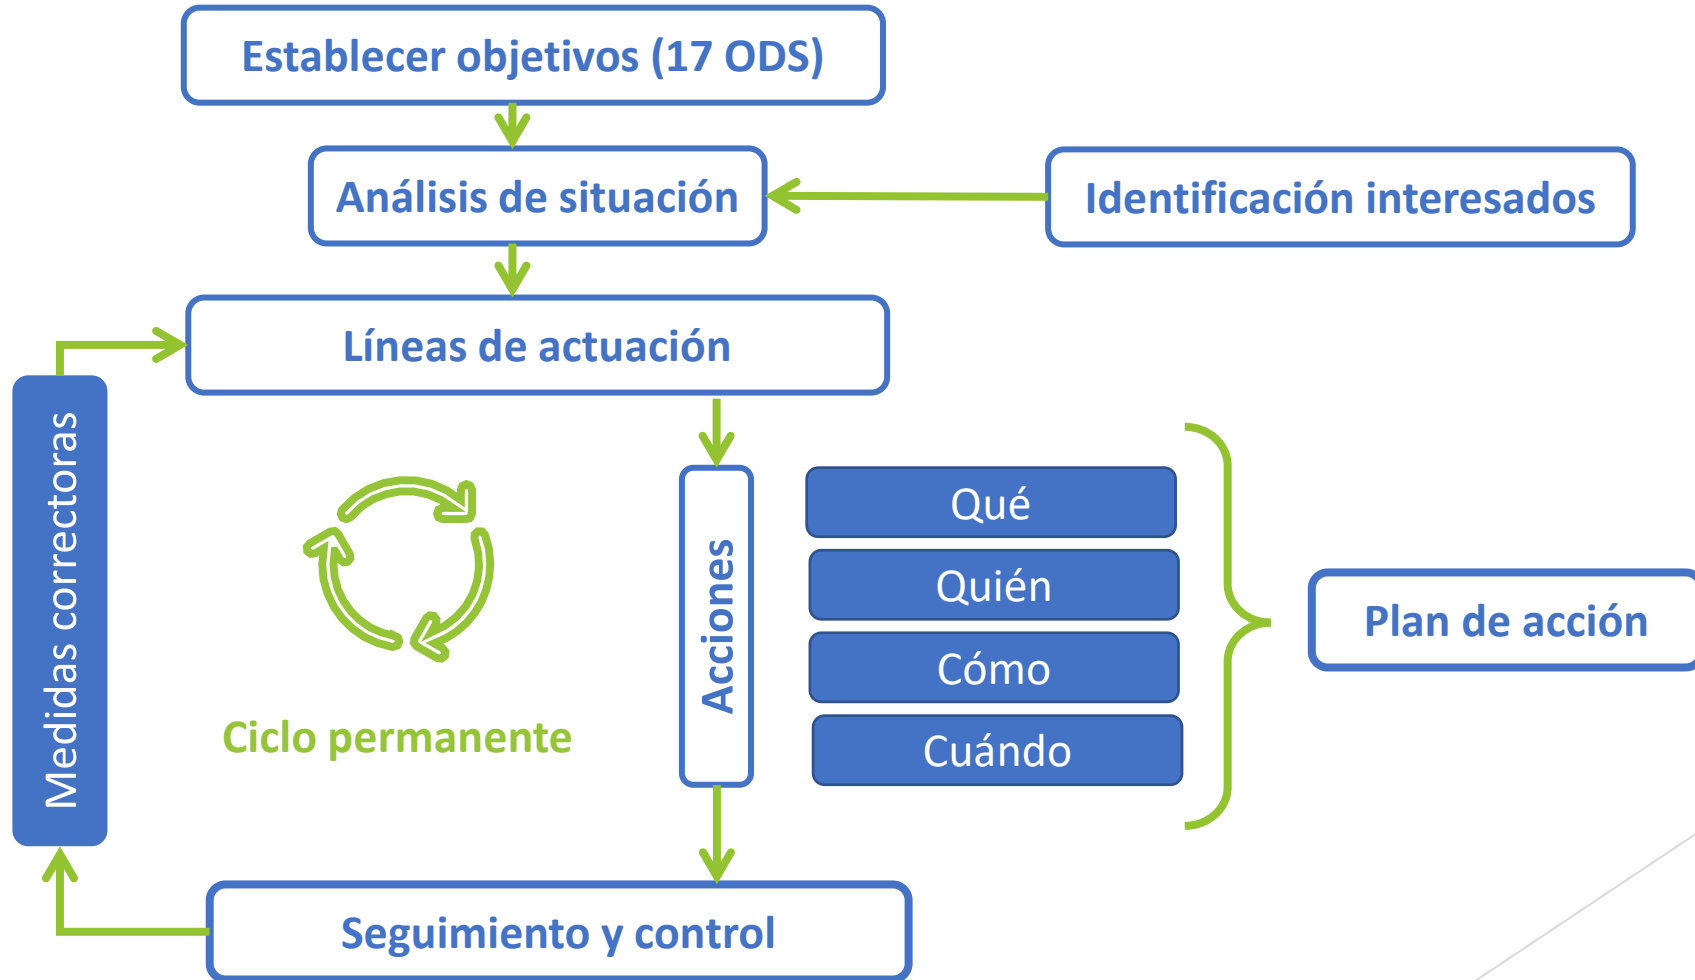 Establecer objetivos (17 ODS)
Análisis de situación
Identificación interesados
Líneas de actuación
Medidas correctoras
Acciones
Qué
Quién
Cómo
Cuándo
Plan de acción
Ciclo permanente
Seguimiento y control